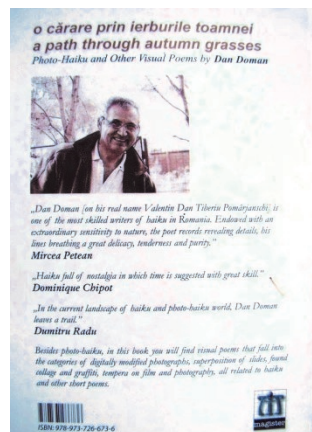 o cărare prin ierburile toamnei
a path through autumn grasses
Photo-Haiku and Other Visual Poems by Dan Doman
„Dan Doman [on his real name Valentin Dan Tiberiu Pomârjanschi] is
one of the most skilled writers of haiku in Romania. Endowed with an
extraordinary sensitivity to nature, the poet records revealing details, his
lines breathing a great delicacy, tenderness and purity.”
Mircea Petean
„Haiku full of nostalgia in which time is suggested with great skill.”
Dominique Chipot
„In the current landscape of haiku and photo-haiku world, Dan Doman
leaves a trail.”
Dumitru Radu
Besides photo-haiku, in this book you will find visual poems that fall into
the categories of digitally modified photographs, superposition of slides, found
collage and graffiti, tempera on film and photography, all related to haiku
and other short poems.
magister
ISBN: 978-973-726-673-6